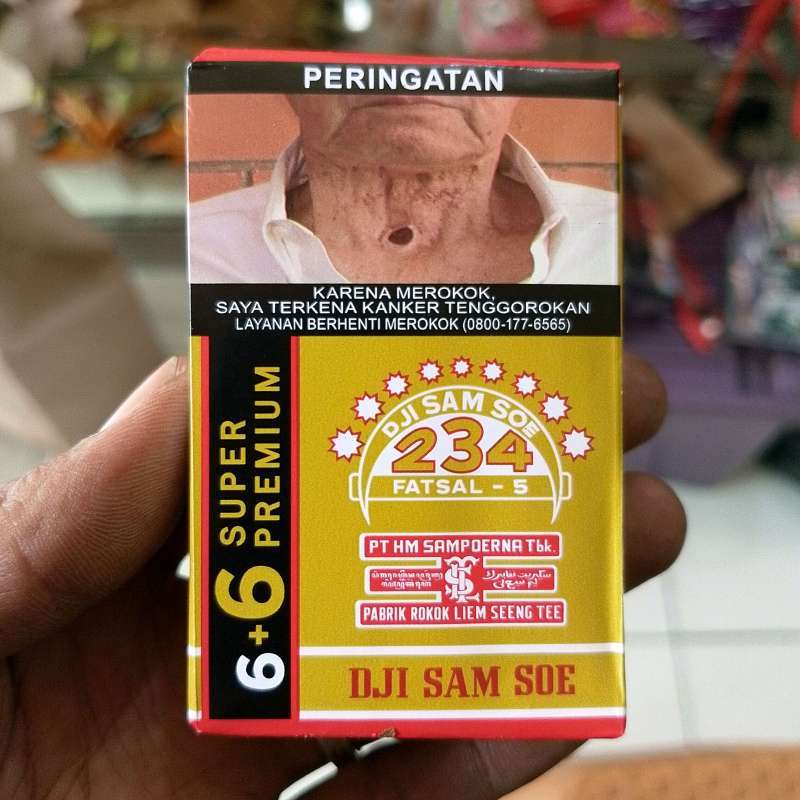 PERINGATAN
KARENA MEROKOK,
SAYA TERKENA KANKER TENGGOROKAN
LAYANAN BERHENTI MEROKOK (0800-177-6565)
6+6 SUPER
PREMIUM
DJI SAM SOE
234
FATSAL - 5
PT HM SAMPOERNA Tbk.
PABRIK ROKOK LIEM SEENG TEE
DJI SAM SOE